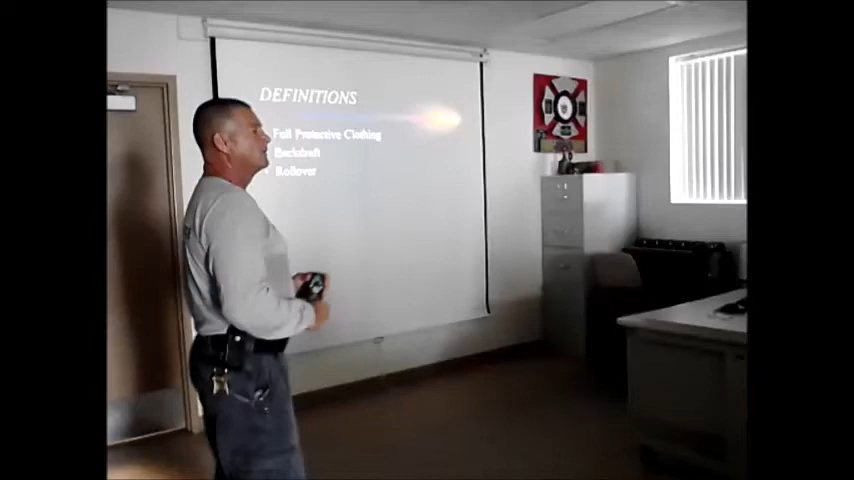 DEFINITIONS
Full Protective Clothing
Backdraft
Rollover